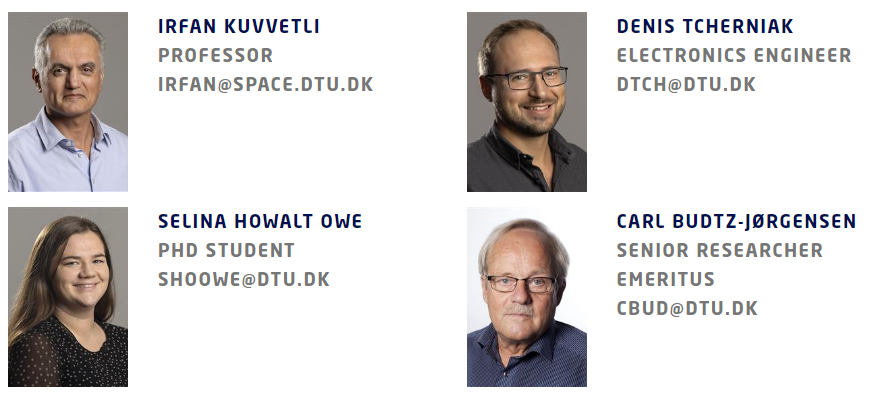 IRFAN KUVVETLI
PROFESSOR
IRFAN@SPACE.DTU.DK
DENIS TCHERNIAK
ELECTRONICS ENGINEER
DTCH@DTU.DK
SELINA HOWALT OWE
PHD STUDENT
SHOOWE@DTU.DK
CARL BUDTZ-JØRGENSEN
SENIOR RESEARCHER
EMERITUS
CBUD@DTU.DK